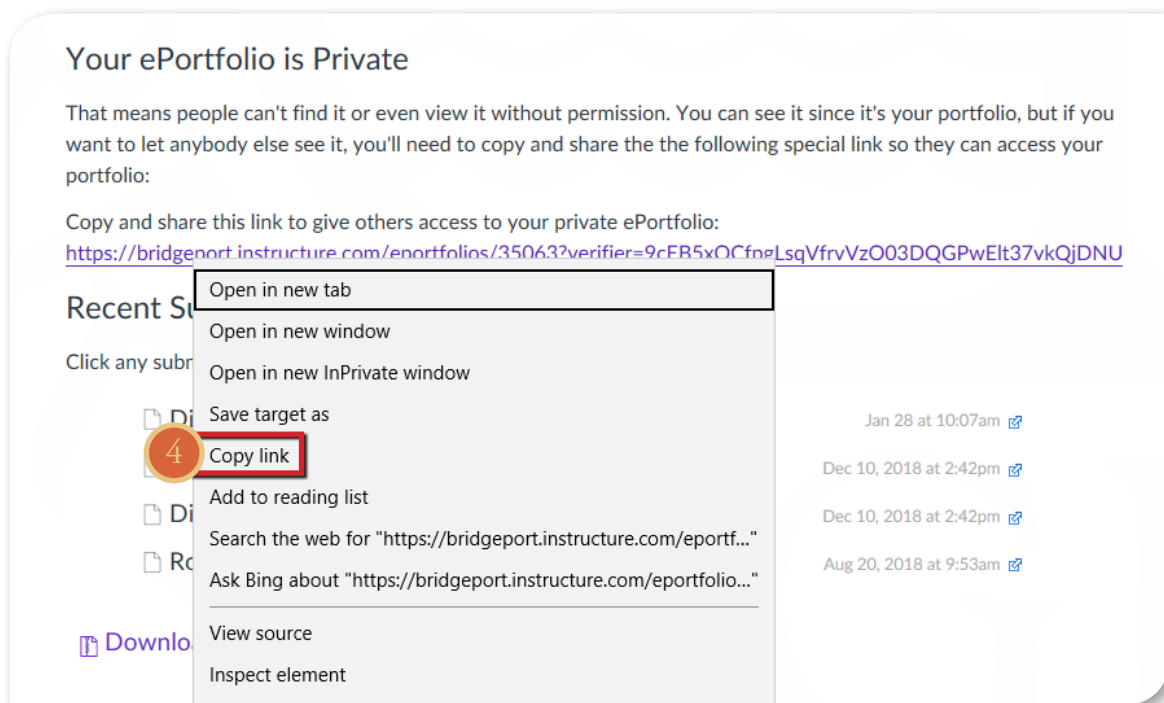 Your ePortfolio is Private
That means people can't find it or even view it without permission. You can see it since it's your portfolio, but if you
want to let anybody else see it, you'll need to copy and share the the following special link so they can access your
portfolio:
Copy and share this link to give others access to your private ePortfolio:
https://bridgeport.instructure.com/eportfolios/35063?verifier=9cEB5xOCfpgLsqVfrvVzO03DQGPwElt37vkQjDNU
Open in new tab
Recent
Open in new window
Click any
Open in new InPrivate window
Save target as
Jan 28 at 10:07am
4 Copy link
Dec 10, 2018 at 2:42pm
Add to reading list
Di
Dec 10, 2018 at 2:42pm
Search the web for "https://bridgeport.instructure.com/eportf..."
Ask Bing about "https://bridgeport.instructure.com/eportfolio..."
Aug 20, 2018 at 9:53am
View source
Downlo
Inspect element